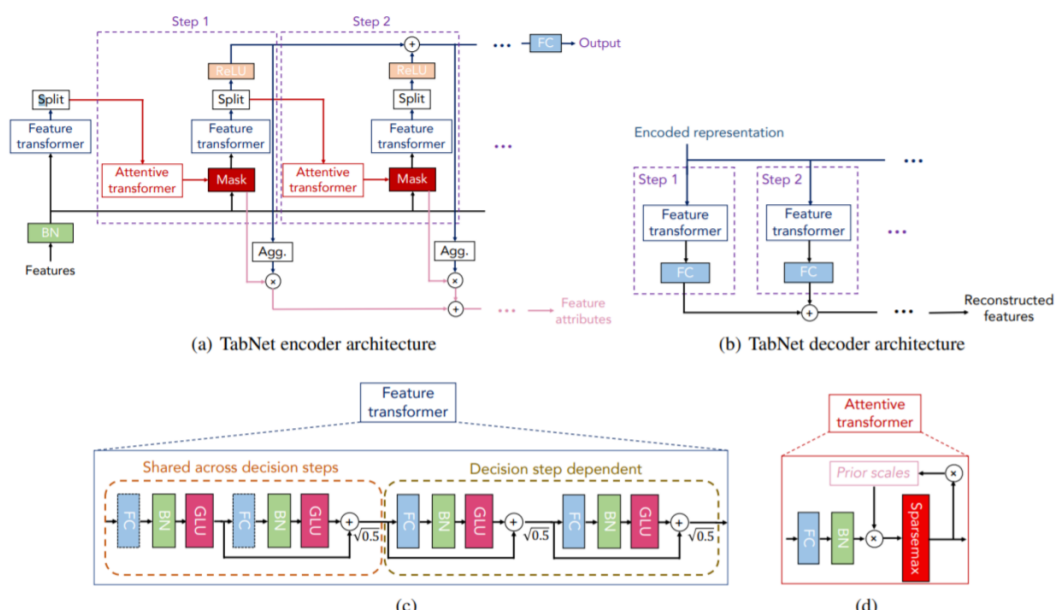 Step 1
Step 2
... FC Output
ReLU
ReLU
Split
Split
Split
Feature
transformer
Feature
transformer
Feature
transformer
...
Attentive
transformer
Mask
Attentive
transformer
Mask
BN
Features
Agg.
Agg.
+
×
×
+
... Feature
attributes
(a) TabNet encoder architecture
Encoded representation
...
Step 1
Step 2
Feature
transformer
Feature
transformer
...
FC
FC
+
... Reconstructed
features
(b) TabNet decoder architecture
Feature
transformer
Shared across decision steps
Decision step dependent
FC BN GLU FC BN GLU + √0.5 FC BN GLU + √0.5 FC BN GLU + √0.5
(c)
Attentive
transformer
Prior scales
×
FC BN × Sparsemax
(d)